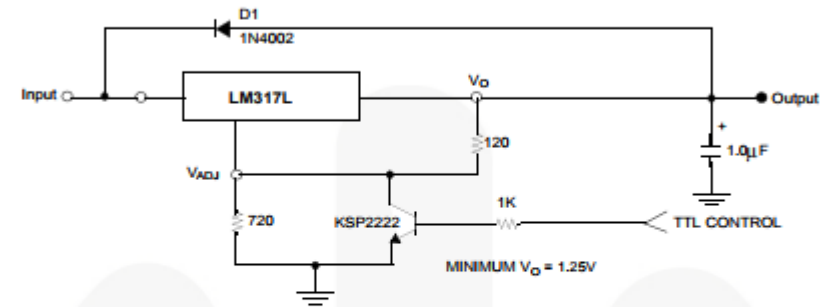 D1
1N4002
Input
LM317L
VO
Output
120
+
1.0μF
VADJ
1K
720
KSP2222
TTL CONTROL
MINIMUM VO = 1.25V